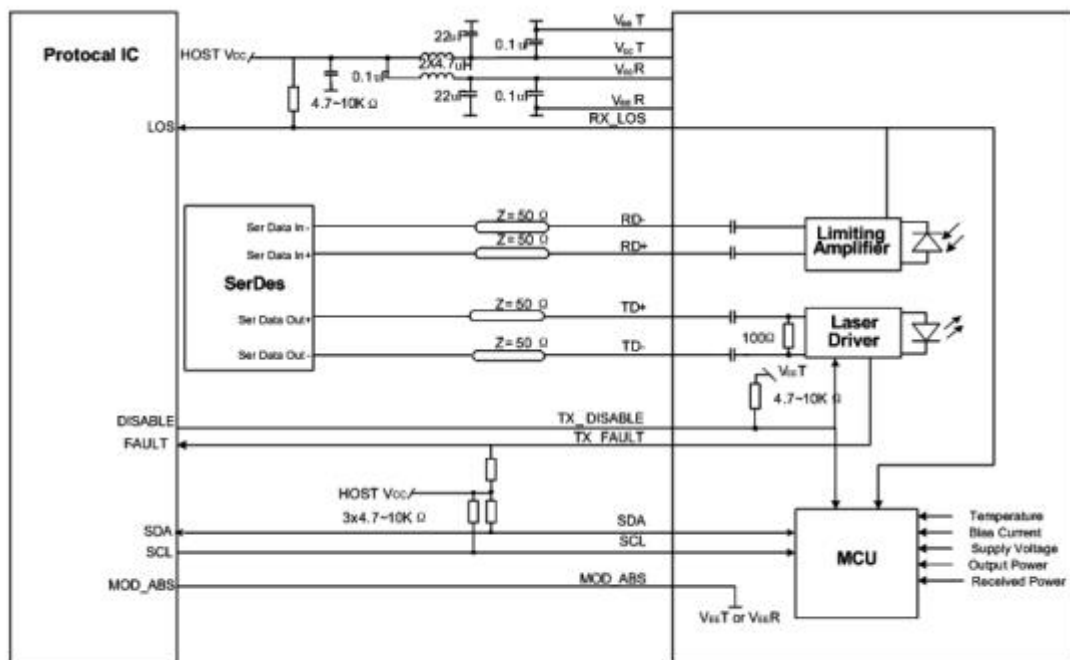 Protocal IC
HOST Vcc
22uF
0.1uF
VeeT
VccT
2X4.7uH
0.1uF
VccR
4.7~10K Ω
22uF
0.1uF
VeeR
LOS
RX_LOS
Ser Data In -
Z= 50 Ω
RD-
Limiting
Amplifier
Ser Data In +
Z= 50 Ω
RD+
SerDes
Ser Data Out+
Z= 50 Ω
TD+
Laser
Driver
100Ω
Ser Data Out -
Z= 50 Ω
TD-
4.7~10K Ω
DISABLE
TX_DISABLE
FAULT
TX_FAULT
HOST Vcc
3x4.7~10K Ω
SDA
SDA
SCL
SCL
MCU
Temperature
Bias Current
Supply Voltage
Output Power
Received Power
MOD_ABS
MOD_ABS
VeeT or VeeR